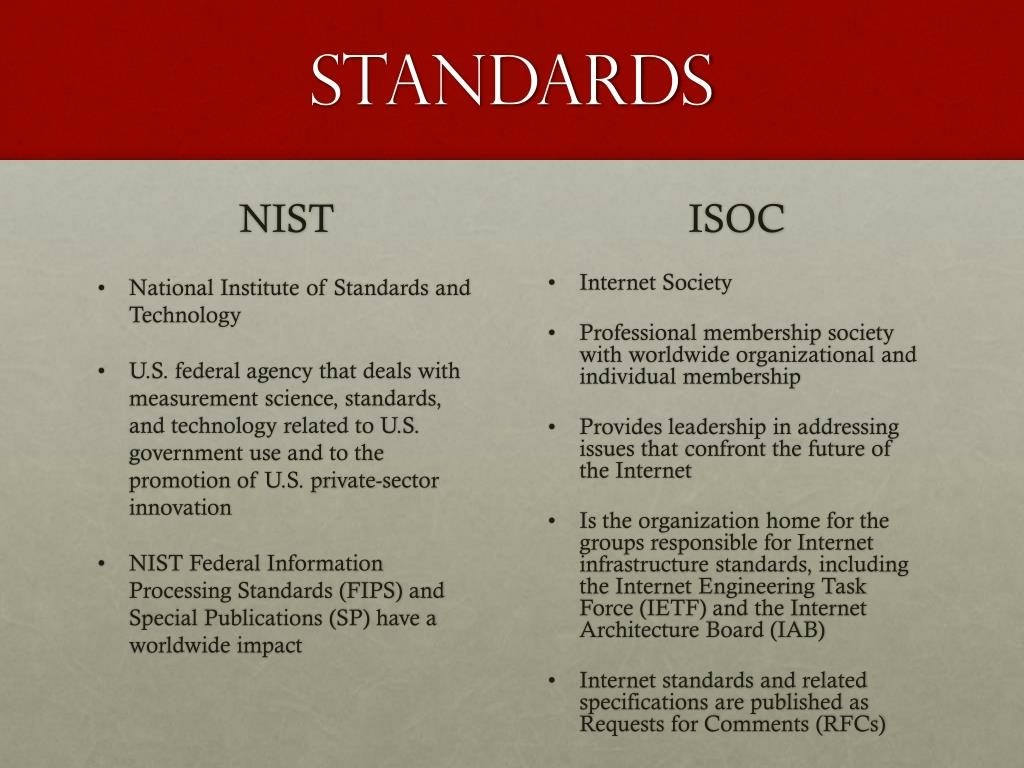 STANDARDS
NIST
• National Institute of Standards and
Technology
• U.S. federal agency that deals with
measurement science, standards,
and technology related to U.S.
government use and to the
promotion of U.S. private-sector
innovation
• NIST Federal Information
Processing Standards (FIPS) and
Special Publications (SP) have a
worldwide impact
ISOC
• Internet Society
• Professional membership society
with worldwide organizational and
individual membership
• Provides leadership in addressing
issues that confront the future of
the Internet
• Is the organization home for the
groups responsible for Internet
infrastructure standards, including
the Internet Engineering Task
Force (IETF) and the Internet
Architecture Board (IAB)
• Internet standards and related
specifications are published as
Requests for Comments (RFCs)